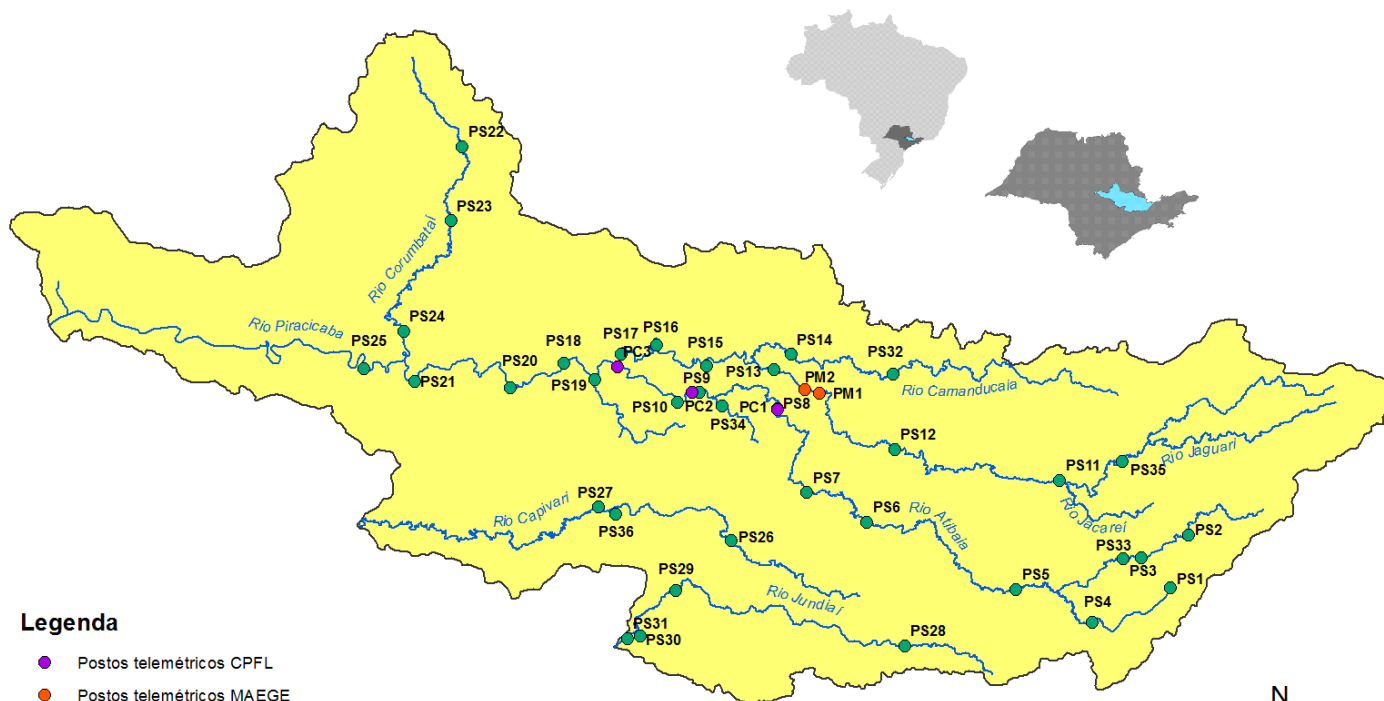 PS22
PS23
Rio Corumbataí
PS24
Rio Piracicaba
PS25
PS21
PS20
PS18
PS19
PS17
PC3
PS16
PS15
PS14
PS13
PS32
Rio Camanducaia
PM2
PM1
PS9
PS10
PC2
PS34
PC1
PS8
PS12
PS11
PS35
Rio Jaguari
Rio Jacareí
PS7
PS6
Rio Atibaia
PS2
PS33
PS3
PS1
PS5
PS4
PS27
Rio Capivari
PS36
PS26
PS29
Rio Jundiaí
PS28
PS31
PS30
Legenda
Postos telemétricos CPFL
Postos telemétricos MAEGE
N